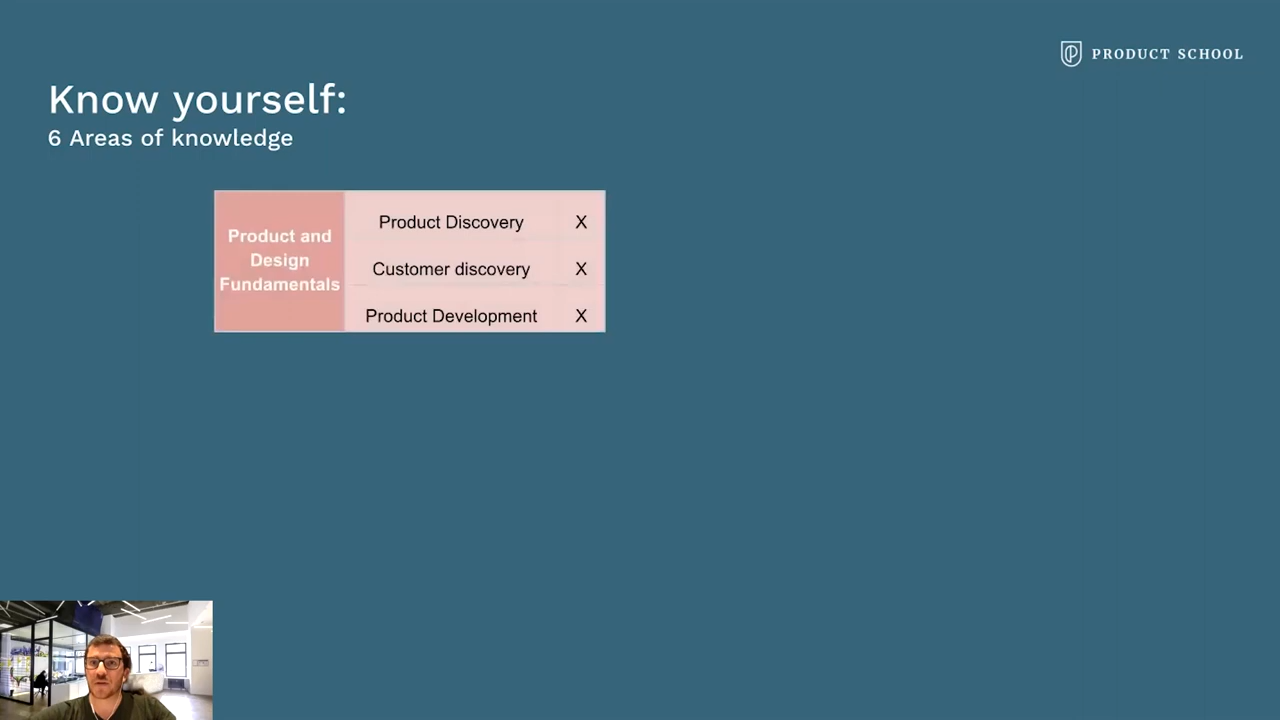 PRODUCT SCHOOL
Know yourself:
6 Areas of knowledge
Product and
Design
Fundamentals
Product Discovery X
Customer discovery X
Product Development X